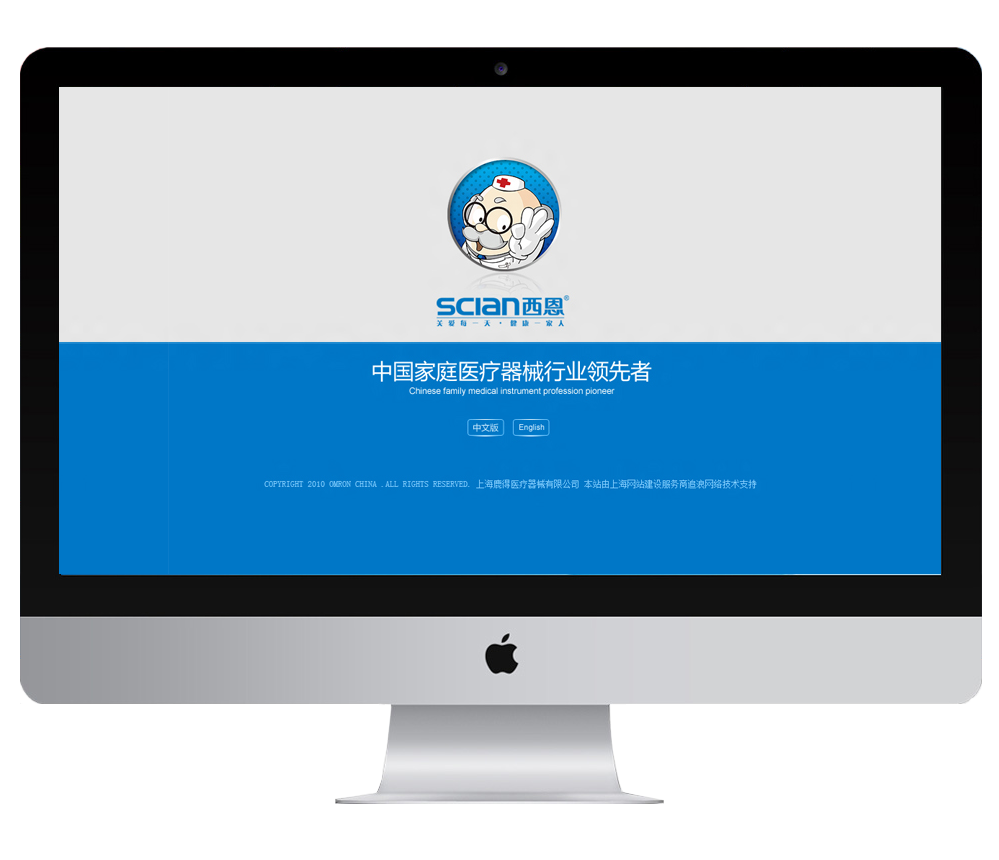 scian西恩®
关爱每一天·健康一家人
中国家庭医疗器械行业领先者
Chinese family medical instrument profession pioneer
中文版 English
COPYRIGHT 2010 OMRON CHINA .ALL RIGHTS RESERVED. 上海鹿得医疗器械有限公司 本站由上海网站建设服务商追浪网络技术支持